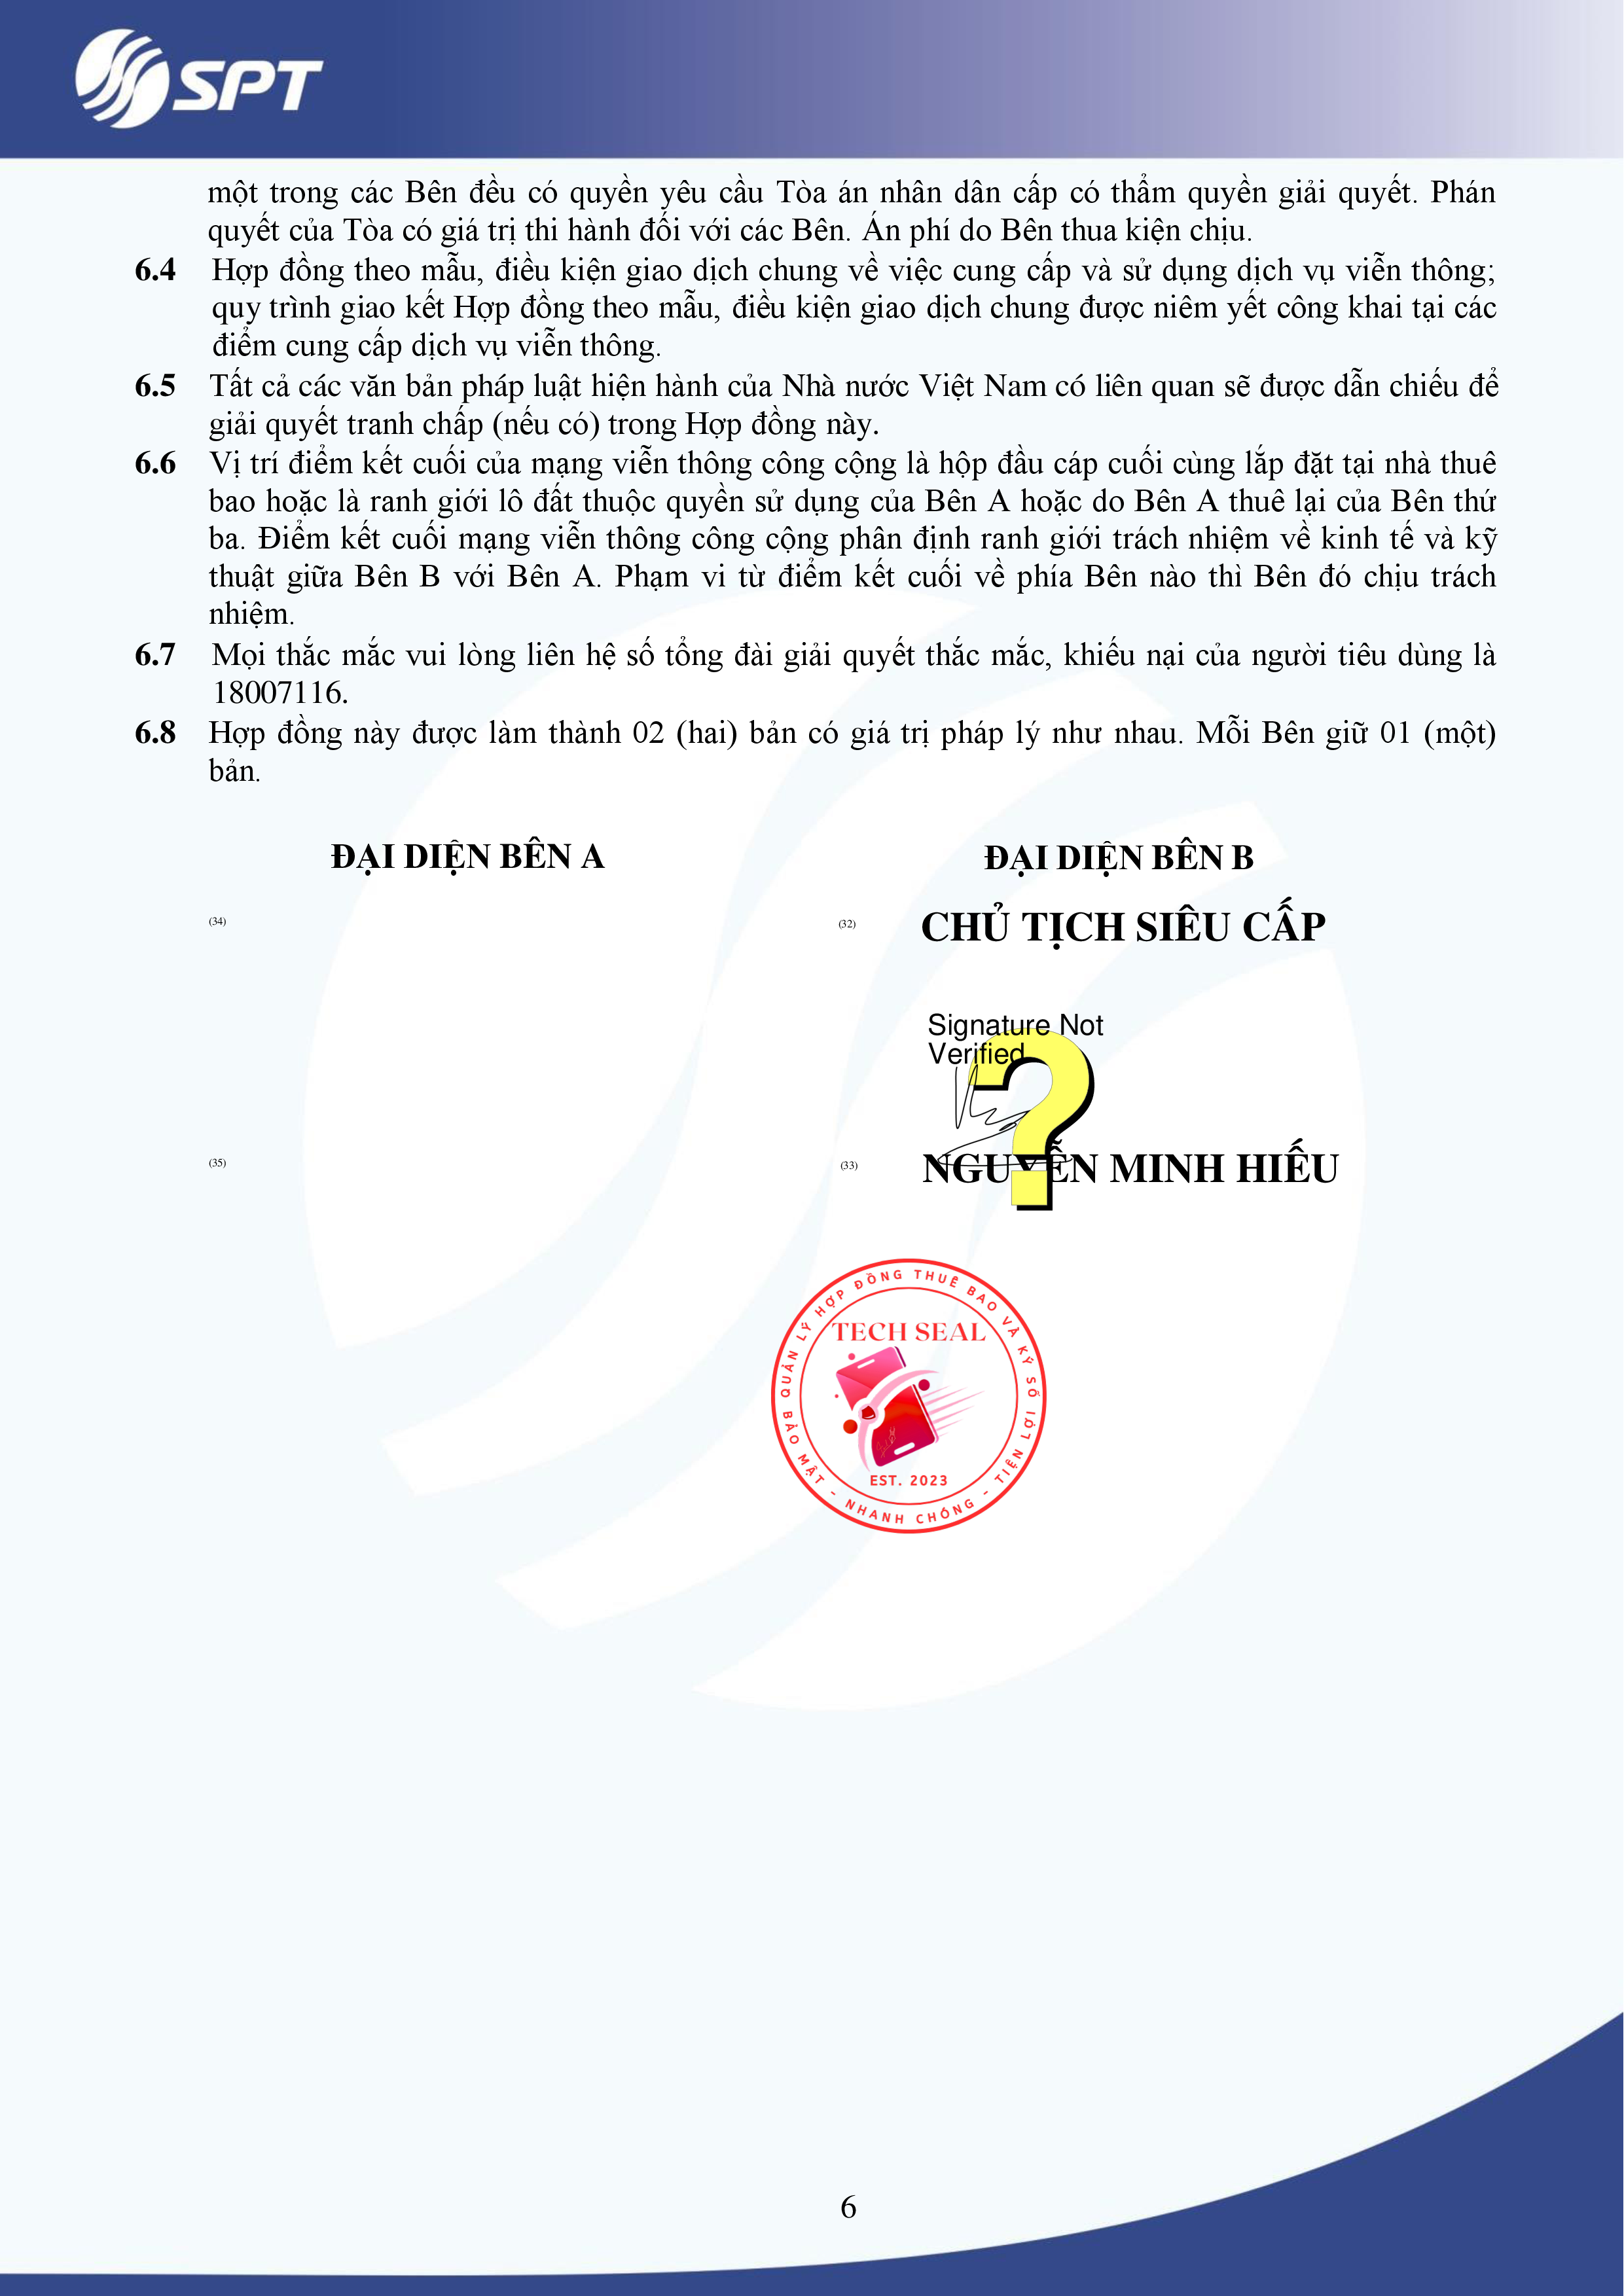 SPT
một trong các Bên đều có quyền yêu cầu Tòa án nhân dân cấp có thẩm quyền giải quyết. Phán
quyết của Tòa có giá trị thi hành đối với các Bên. Án phí do Bên thua kiện chịu.
6.4 Hợp đồng theo mẫu, điều kiện giao dịch chung về việc cung cấp và sử dụng dịch vụ viễn thông;
quy trình giao kết Hợp đồng theo mẫu, điều kiện giao dịch chung được niêm yết công khai tại các
điểm cung cấp dịch vụ viễn thông.
6.5 Tất cả các văn bản pháp luật hiện hành của Nhà nước Việt Nam có liên quan sẽ được dẫn chiếu để
giải quyết tranh chấp (nếu có) trong Hợp đồng này.
6.6 Vị trí điểm kết cuối của mạng viễn thông công cộng là hộp đầu cáp cuối cùng lắp đặt tại nhà thuê
bao hoặc là ranh giới lô đất thuộc quyền sử dụng của Bên A hoặc do Bên A thuê lại của Bên thứ
ba. Điểm kết cuối mạng viễn thông công cộng phân định ranh giới trách nhiệm về kinh tế và kỹ
thuật giữa Bên B với Bên A. Phạm vi từ điểm kết cuối về phía Bên nào thì Bên đó chịu trách
nhiệm.
6.7 Mọi thắc mắc vui lòng liên hệ số tổng đài giải quyết thắc mắc, khiếu nại của người tiêu dùng là
18007116.
6.8 Hợp đồng này được làm thành 02 (hai) bản có giá trị pháp lý như nhau. Mỗi Bên giữ 01 (một)
bản.
ĐẠI DIỆN BÊN A
ĐẠI DIỆN BÊN B
(34)
(32) CHỦ TỊCH SIÊU CẤP
Signature Not
Verified
?
(35)
(33) NGUYỄN MINH HIẾU
QUẢN LÝ HỢP ĐỒNG THUÊ BAO VÀ KÝ SỐ
TECH SEAL
EST. 2023
BẢO MẬT - NHANH CHÓNG - TIỆN LỢI
6